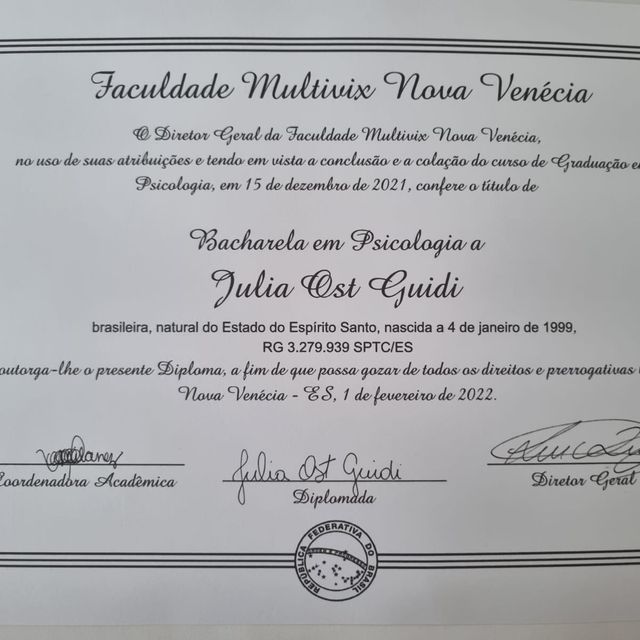 Faculdade Multivix Nova Venécia
O Diretor Geral da Faculdade Multivix Nova Venécia,
no uso de suas atribuições e tendo em vista a conclusão e a colação do curso de Graduação
Psicologia, em 15 de dezembro de 2021, confere o título de
Bacharela em Psicologia a
Julia Ost Guidi
brasileira, natural do Estado do Espírito Santo, nascida a 4 de janeiro de 1999,
RG 3.279.939 SPTC/ES
outorga-lhe o presente Diploma, a fim de que possa gozar de todos os direitos e prerrogativas
Nova Venécia - ES, 1 de fevereiro de 2022.
Julia Ost Guidi
Coordenadora Acadêmica
Diplomada
Diretor Geral
REPÚBLICA FEDERATIVA DO BRASIL